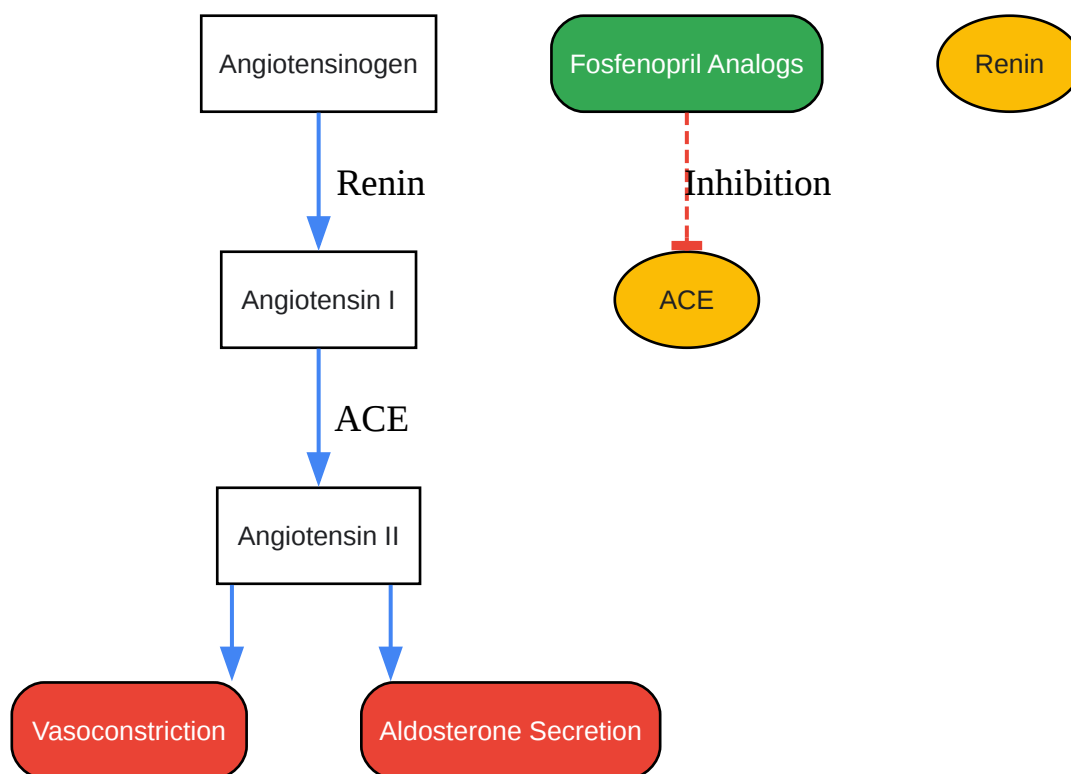 Angiotensinogen
Fosfenopril Analogs
Renin
Renin
Inhibition
Angiotensin I
ACE
ACE
Angiotensin II
Vasoconstriction
Aldosterone Secretion